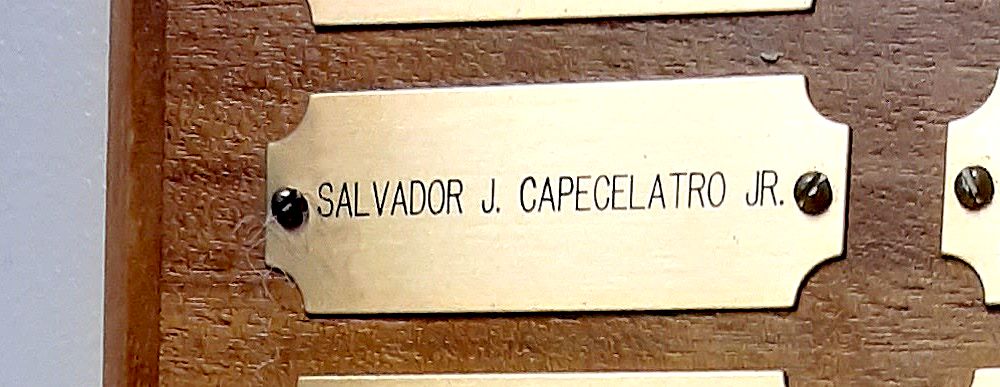 SALVADOR J. CAPECELATRO JR.